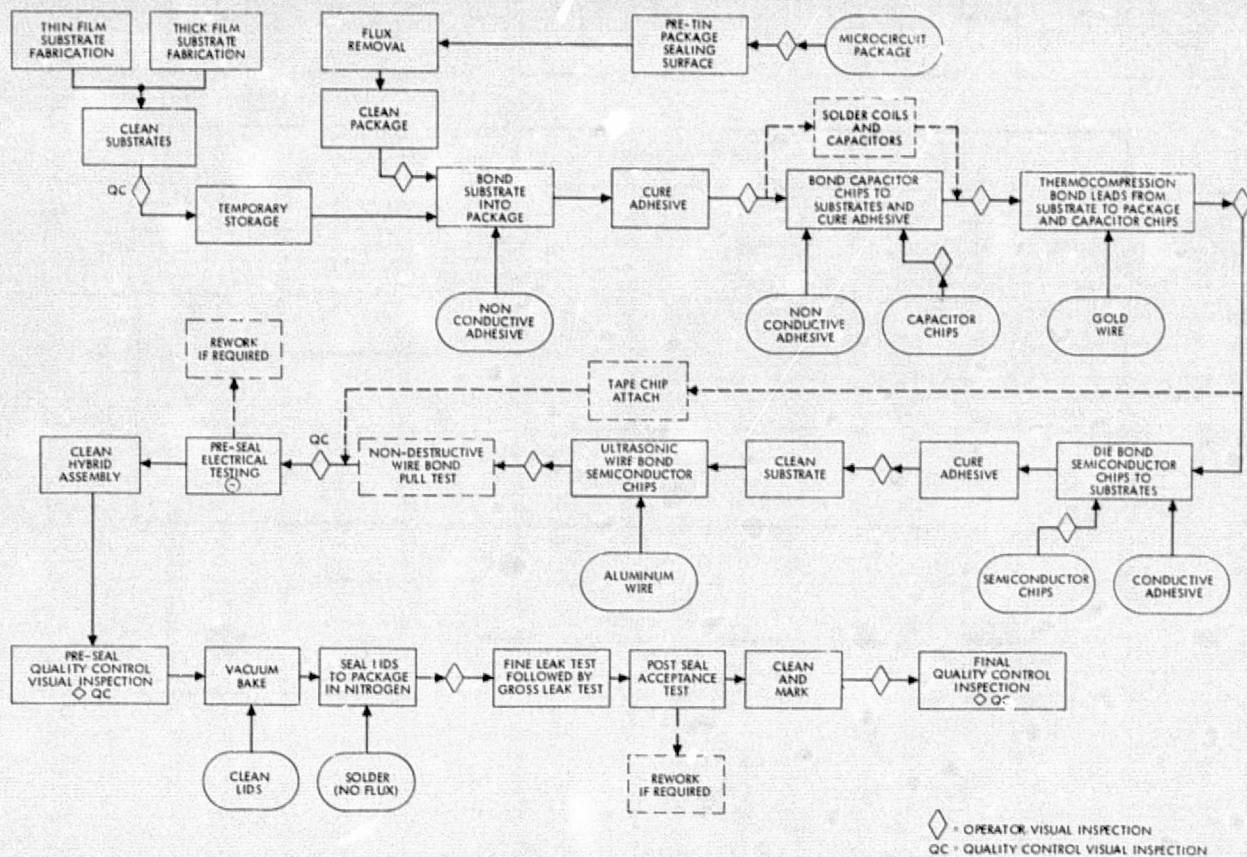 THIN FILM
SUBSTRATE
FABRICATION
THICK FILM
SUBSTRATE
FABRICATION
FLUX
REMOVAL
PRE-TIN
PACKAGE
SEALING
SURFACE
MICROCIRCUIT
PACKAGE
CLEAN
SUBSTRATES
CLEAN
PACKAGE
SOLDER COILS
AND
CAPACITORS
QC
TEMPORARY
STORAGE
BOND
SUBSTRATE
INTO
PACKAGE
CURE
ADHESIVE
BOND CAPACITOR
CHIPS TO
SUBSTRATES AND
CURE ADHESIVE
THERMOCOMPRESSION
BOND LEADS FROM
SUBSTRATE TO PACKAGE
AND CAPACITOR CHIPS
NON
CONDUCTIVE
ADHESIVE
NON
CONDUCTIVE
ADHESIVE
CAPACITOR
CHIPS
GOLD
WIRE
REWORK
IF REQUIRED
TAPE CHIP
ATTACH
CLEAN
HYBRID
ASSEMBLY
PRE-SEAL
ELECTRICAL
TESTING
QC
NON-DESTRUCTIVE
WIRE BOND
PULL TEST
ULTRASONIC
WIRE BOND
SEMICONDUCTOR
CHIPS
CLEAN
SUBSTRATE
CURE
ADHESIVE
DIE BOND
SEMICONDUCTOR
CHIPS TO
SUBSTRATES
ALUMINUM
WIRE
SEMICONDUCTOR
CHIPS
CONDUCTIVE
ADHESIVE
PRE-SEAL
QUALITY CONTROL
VISUAL INSPECTION
◇ QC
VACUUM
BAKE
SEAL LIDS
TO PACKAGE
IN NITROGEN
FINE LEAK TEST
FOLLOWED BY
GROSS LEAK TEST
POST SEAL
ACCEPTANCE
TEST
CLEAN
AND
MARK
FINAL
QUALITY CONTROL
INSPECTION
◇ QC
CLEAN
LIDS
SOLDER
(NO FLUX)
REWORK
IF REQUIRED
◇ = OPERATOR VISUAL INSPECTION
QC = QUALITY CONTROL VISUAL INSPECTION